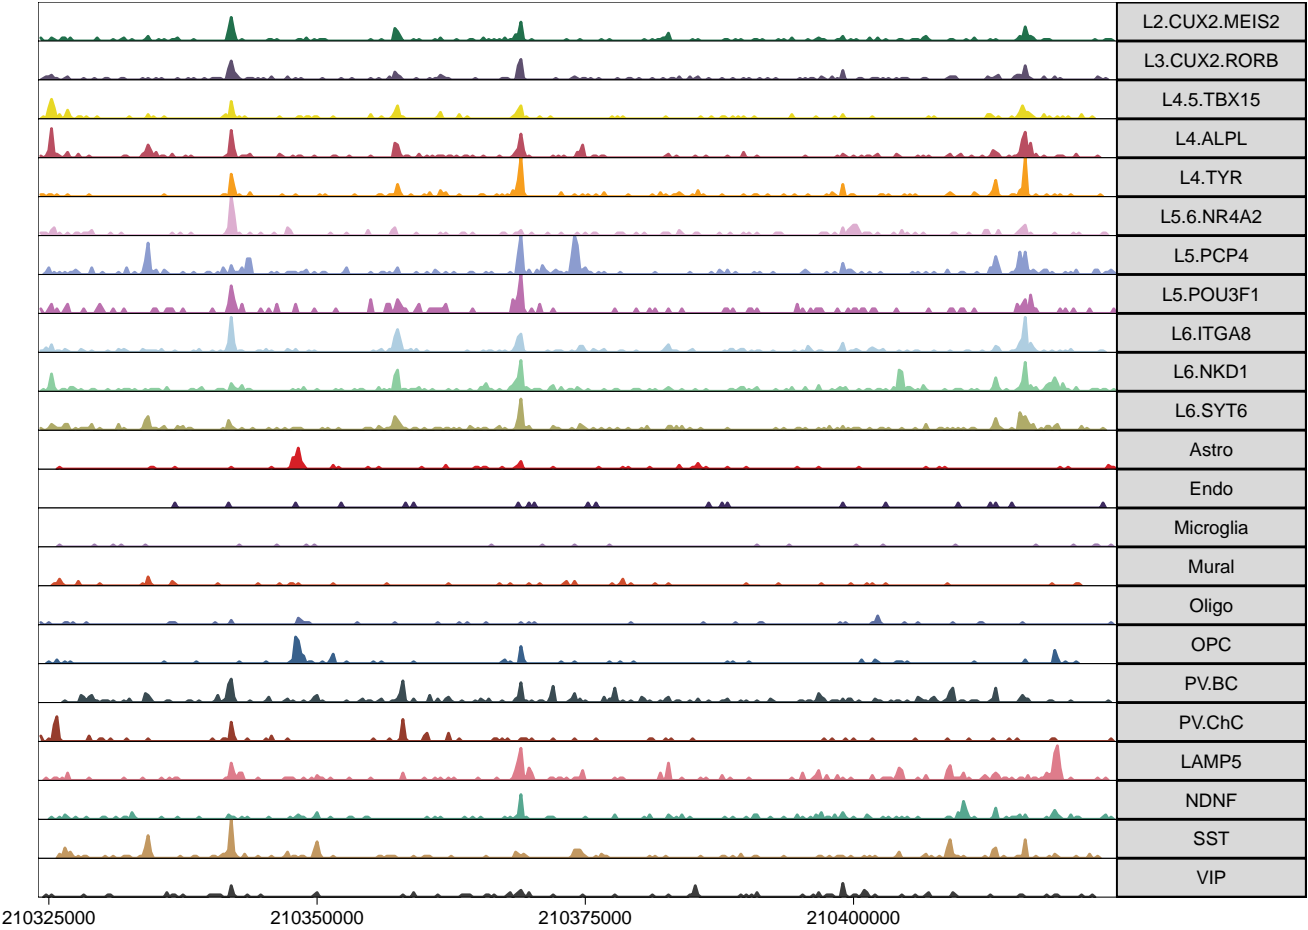 L2.CUX2.MEIS2
L3.CUX2.RORB
L4.5.TBX15
L4.ALPL
L4.TYR
L5.6.NR4A2
L5.PCP4
L5.POU3F1
L6.ITGA8
L6.NKD1
L6.SYT6
Astro
Endo
Microglia
Mural
Oligo
OPC
PV.BC
PV.ChC
LAMP5
NDNF
SST
VIP
210325000 210350000 210375000 210400000